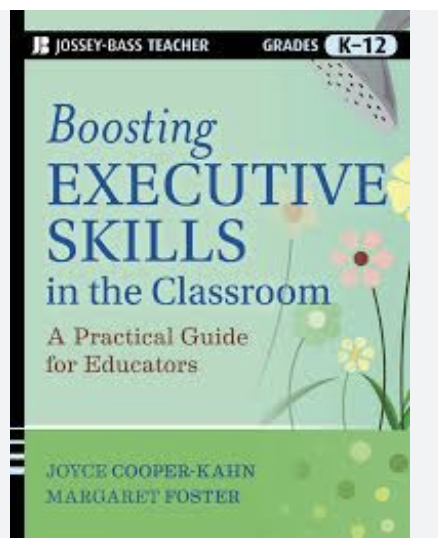 JB JOSSEY-BASS TEACHER GRADES K–12
Boosting
EXECUTIVE
SKILLS
in the Classroom
A Practical Guide
for Educators
JOYCE COOPER-KAHN
MARGARET FOSTER